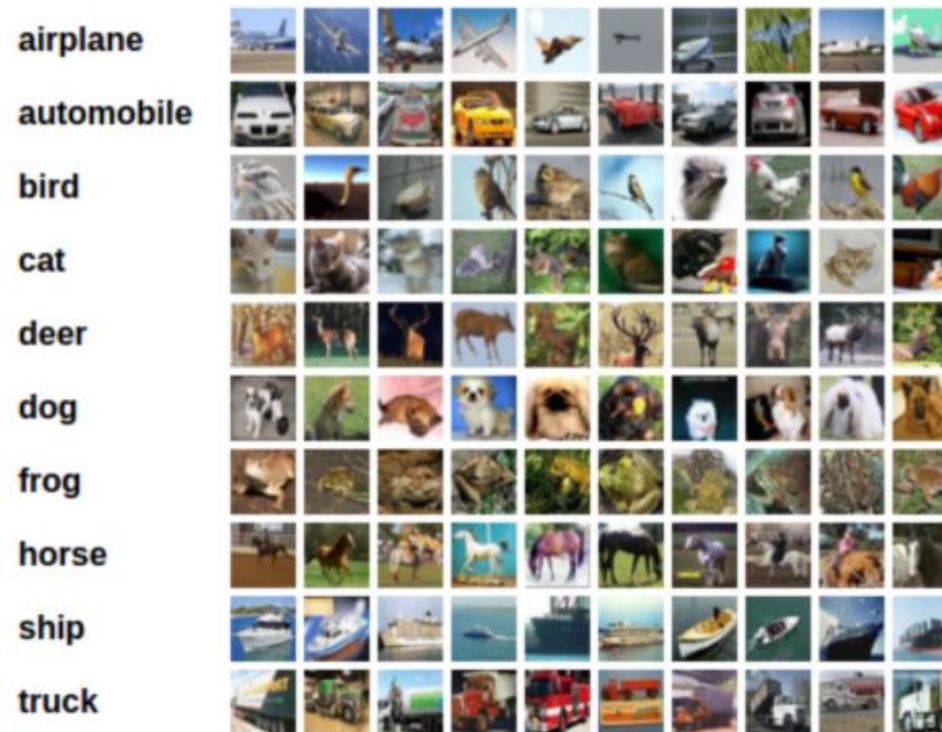 airplane
automobile
bird
cat
deer
dog
frog
horse
ship
truck